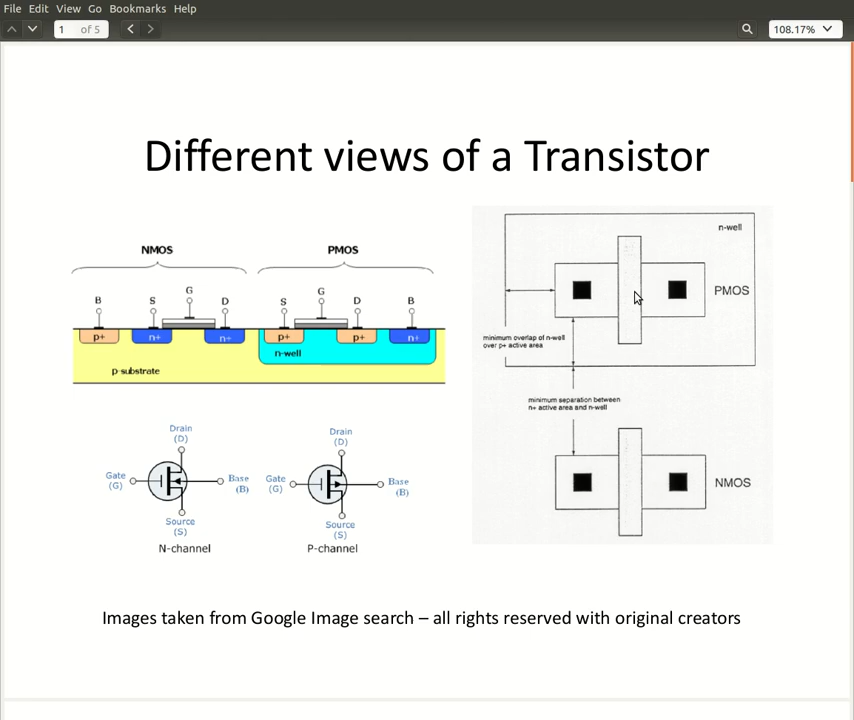 File Edit View Go Bookmarks Help
1 of 5
108.17%
Different views of a Transistor
NMOS PMOS
B S G D S G D B
p+ n+ n+ p+ p+ n+
n-well
p-substrate
Drain
(D)
Gate
(G)
Base
(B)
Source
(S)
N-channel
Drain
(D)
Gate
(G)
Base
(B)
Source
(S)
P-channel
n-well
PMOS
minimum overlap of n-well
over p+ active area
minimum separation between
n+ active area and n-well
NMOS
Images taken from Google Image search – all rights reserved with original creators